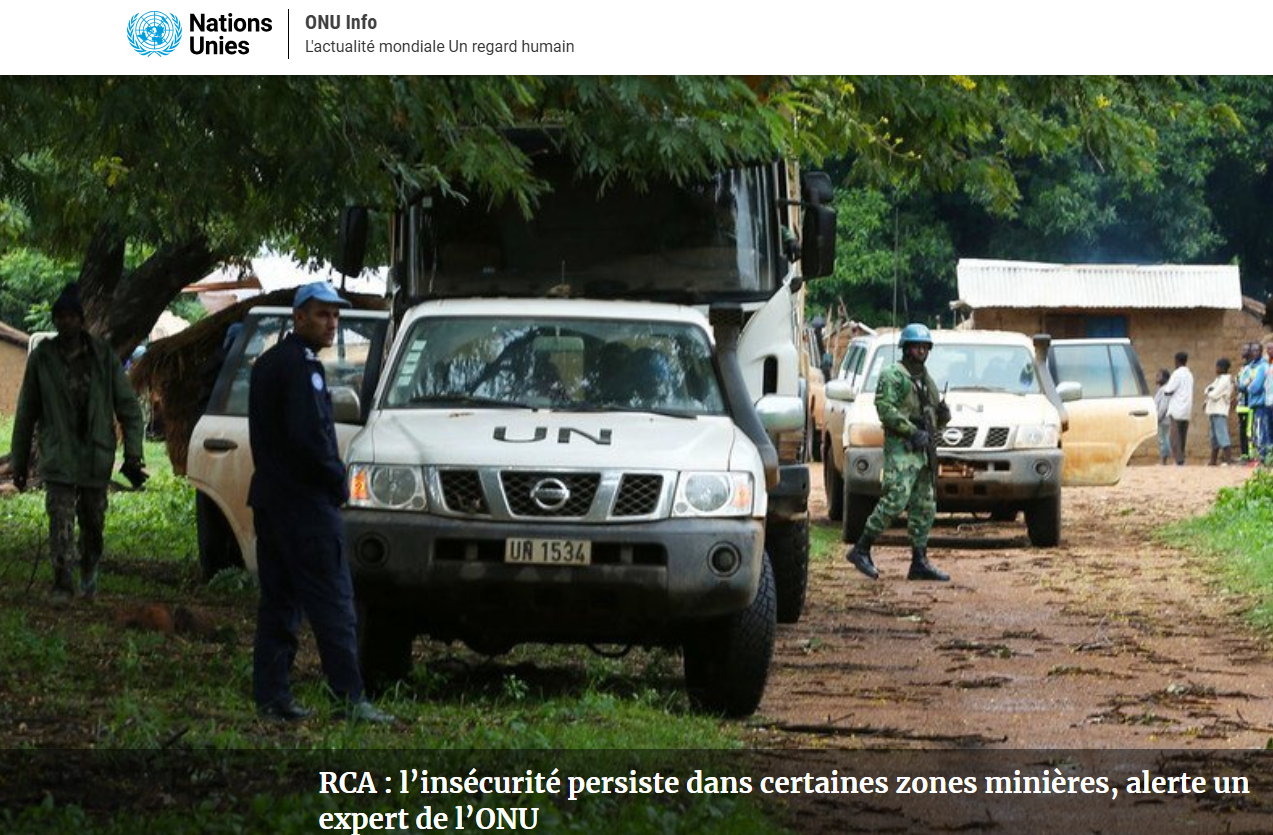 Nations
Unies
ONU Info
L'actualité mondiale Un regard humain
UN
UN
UN 1534
RCA : l’insécurité persiste dans certaines zones minières, alerte un
expert de l’ONU